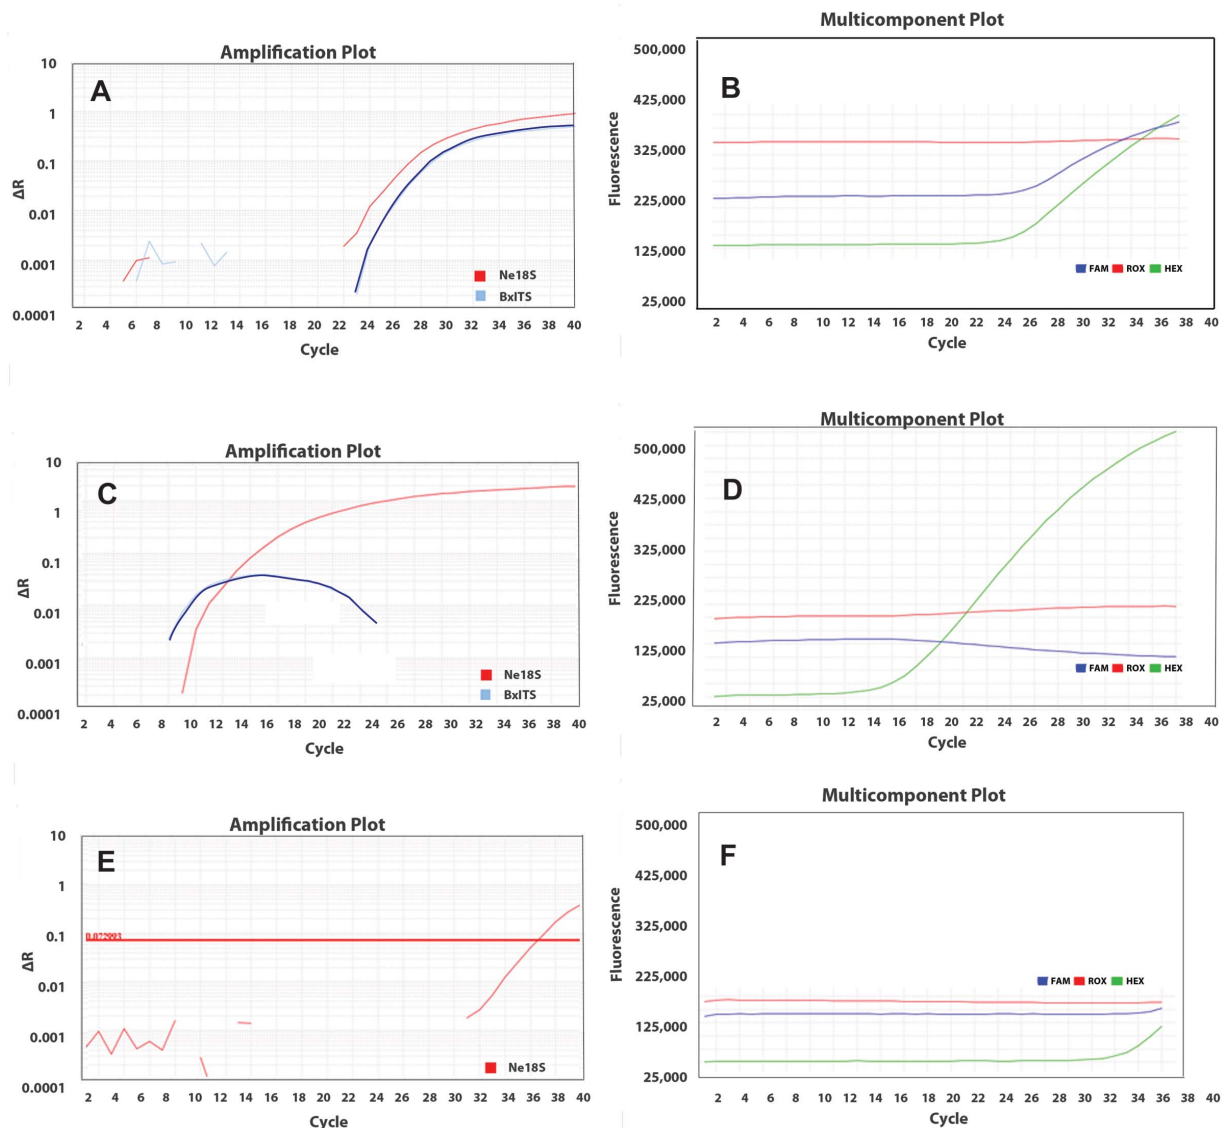 Amplification Plot
A
10
1
0.1
0.01
0.001
0.0001
ΔR
Ne18S
BxITS
2 4 6 8 10 12 14 16 18 20 22 24 26 28 30 32 34 36 38 40
Cycle
Multicomponent Plot
B
500,000
425,000
325,000
225,000
125,000
25,000
Fluorescence
FAM ROX HEX
2 4 6 8 10 12 14 16 18 20 22 24 26 28 30 32 34 36 38 40
Cycle
Amplification Plot
C
10
1
0.1
0.01
0.001
0.0001
ΔR
Ne18S
BxITS
2 4 6 8 10 12 14 16 18 20 22 24 26 28 30 32 34 36 38 40
Cycle
Multicomponent Plot
D
500,000
425,000
325,000
225,000
125,000
25,000
Fluorescence
FAM ROX HEX
2 4 6 8 10 12 14 16 18 20 22 24 26 28 30 32 34 36 38 40
Cycle
Amplification Plot
E
10
1
0.1
0.01
0.001
0.0001
ΔR
0.072993
Ne18S
2 4 6 8 10 12 14 16 18 20 22 24 26 28 30 32 34 36 38 40
Cycle
Multicomponent Plot
F
500,000
425,000
325,000
225,000
125,000
25,000
Fluorescence
FAM ROX HEX
2 4 6 8 10 12 14 16 18 20 22 24 26 28 30 32 34 36 38 40
Cycle